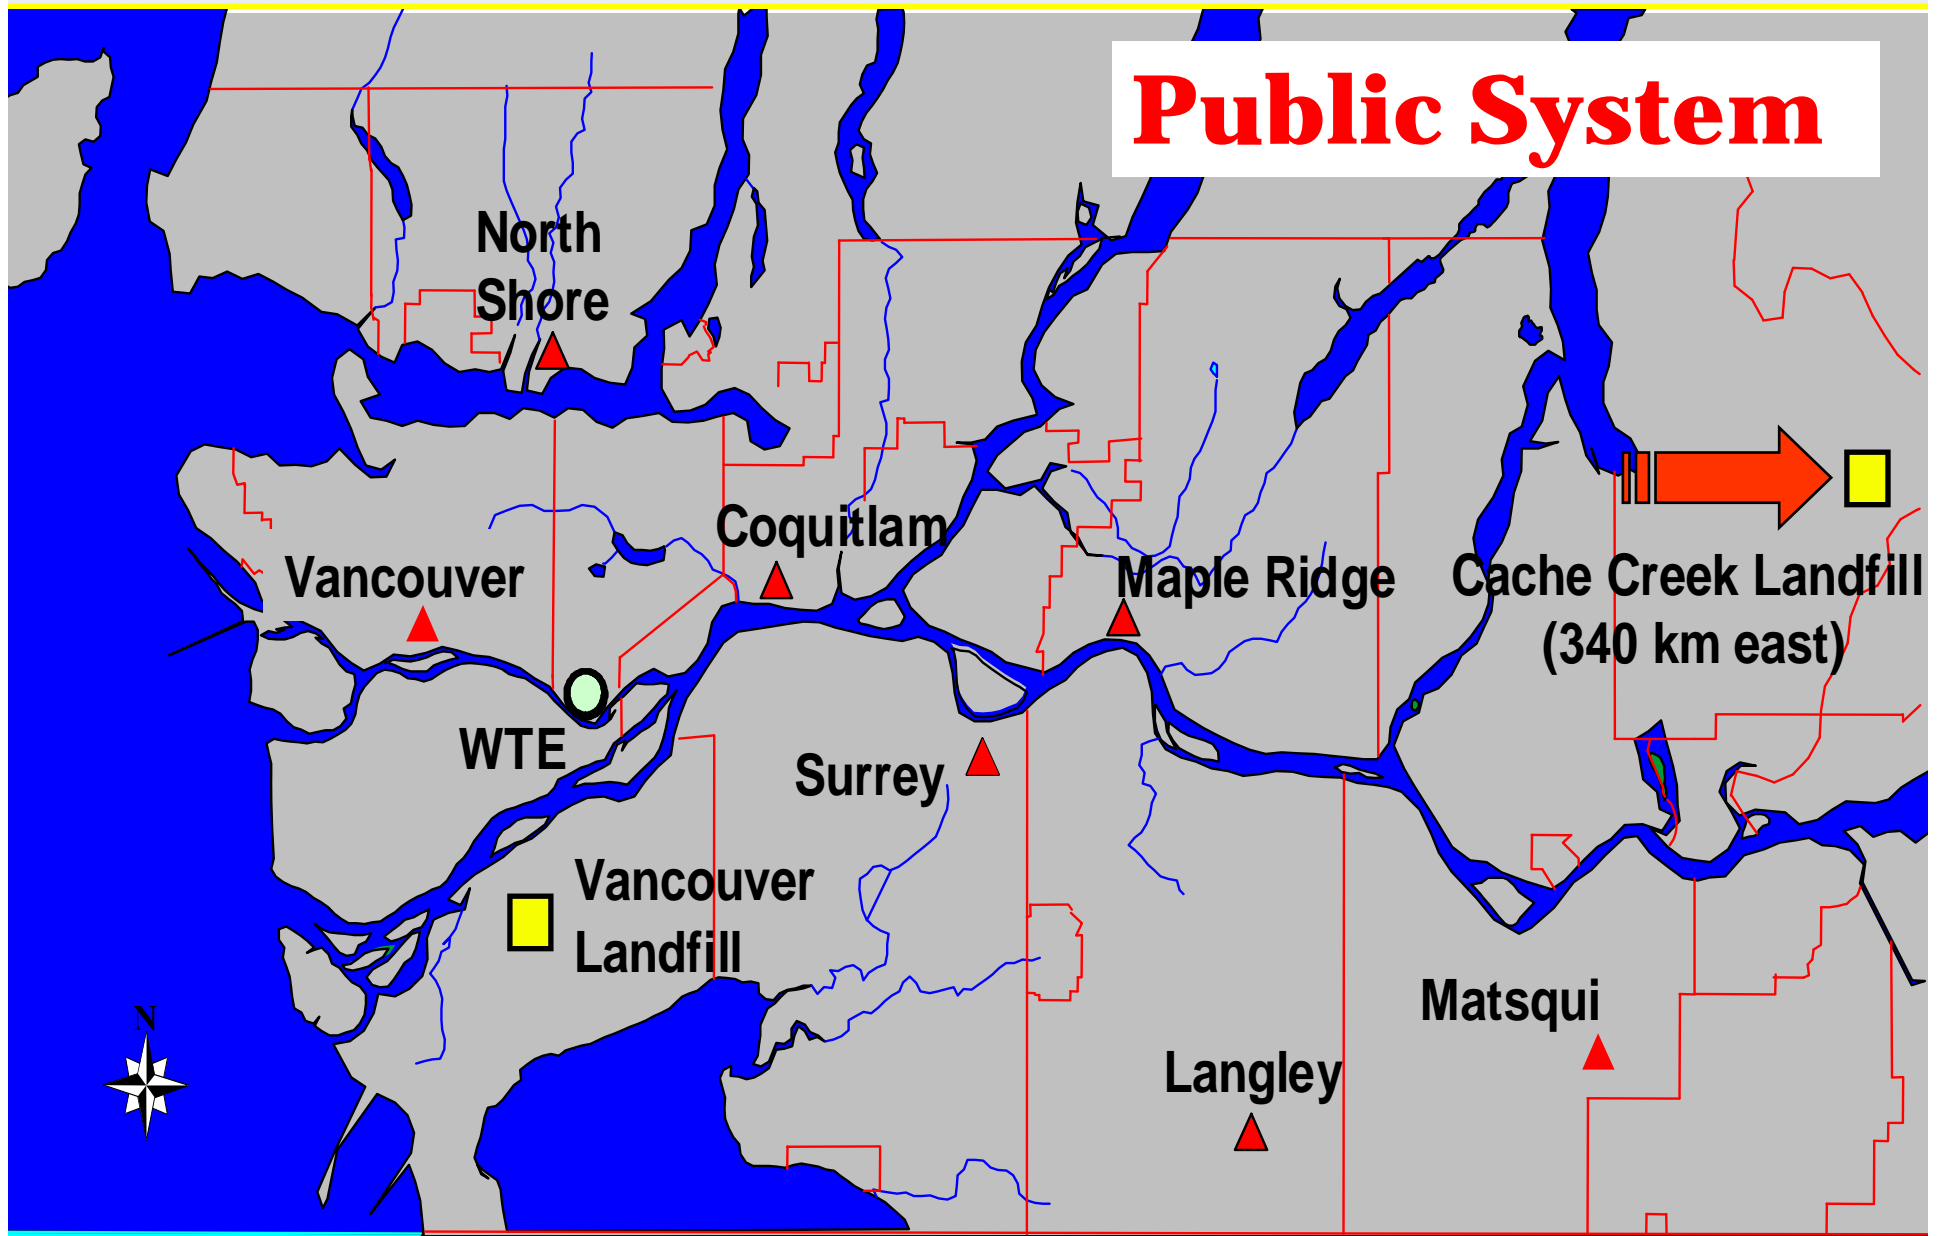 Public System
North
Shore
Coquitlam
Vancouver
Maple Ridge
Cache Creek Landfill
(340 km east)
WTE
Surrey
Vancouver
Landfill
Matsqui
N
Langley